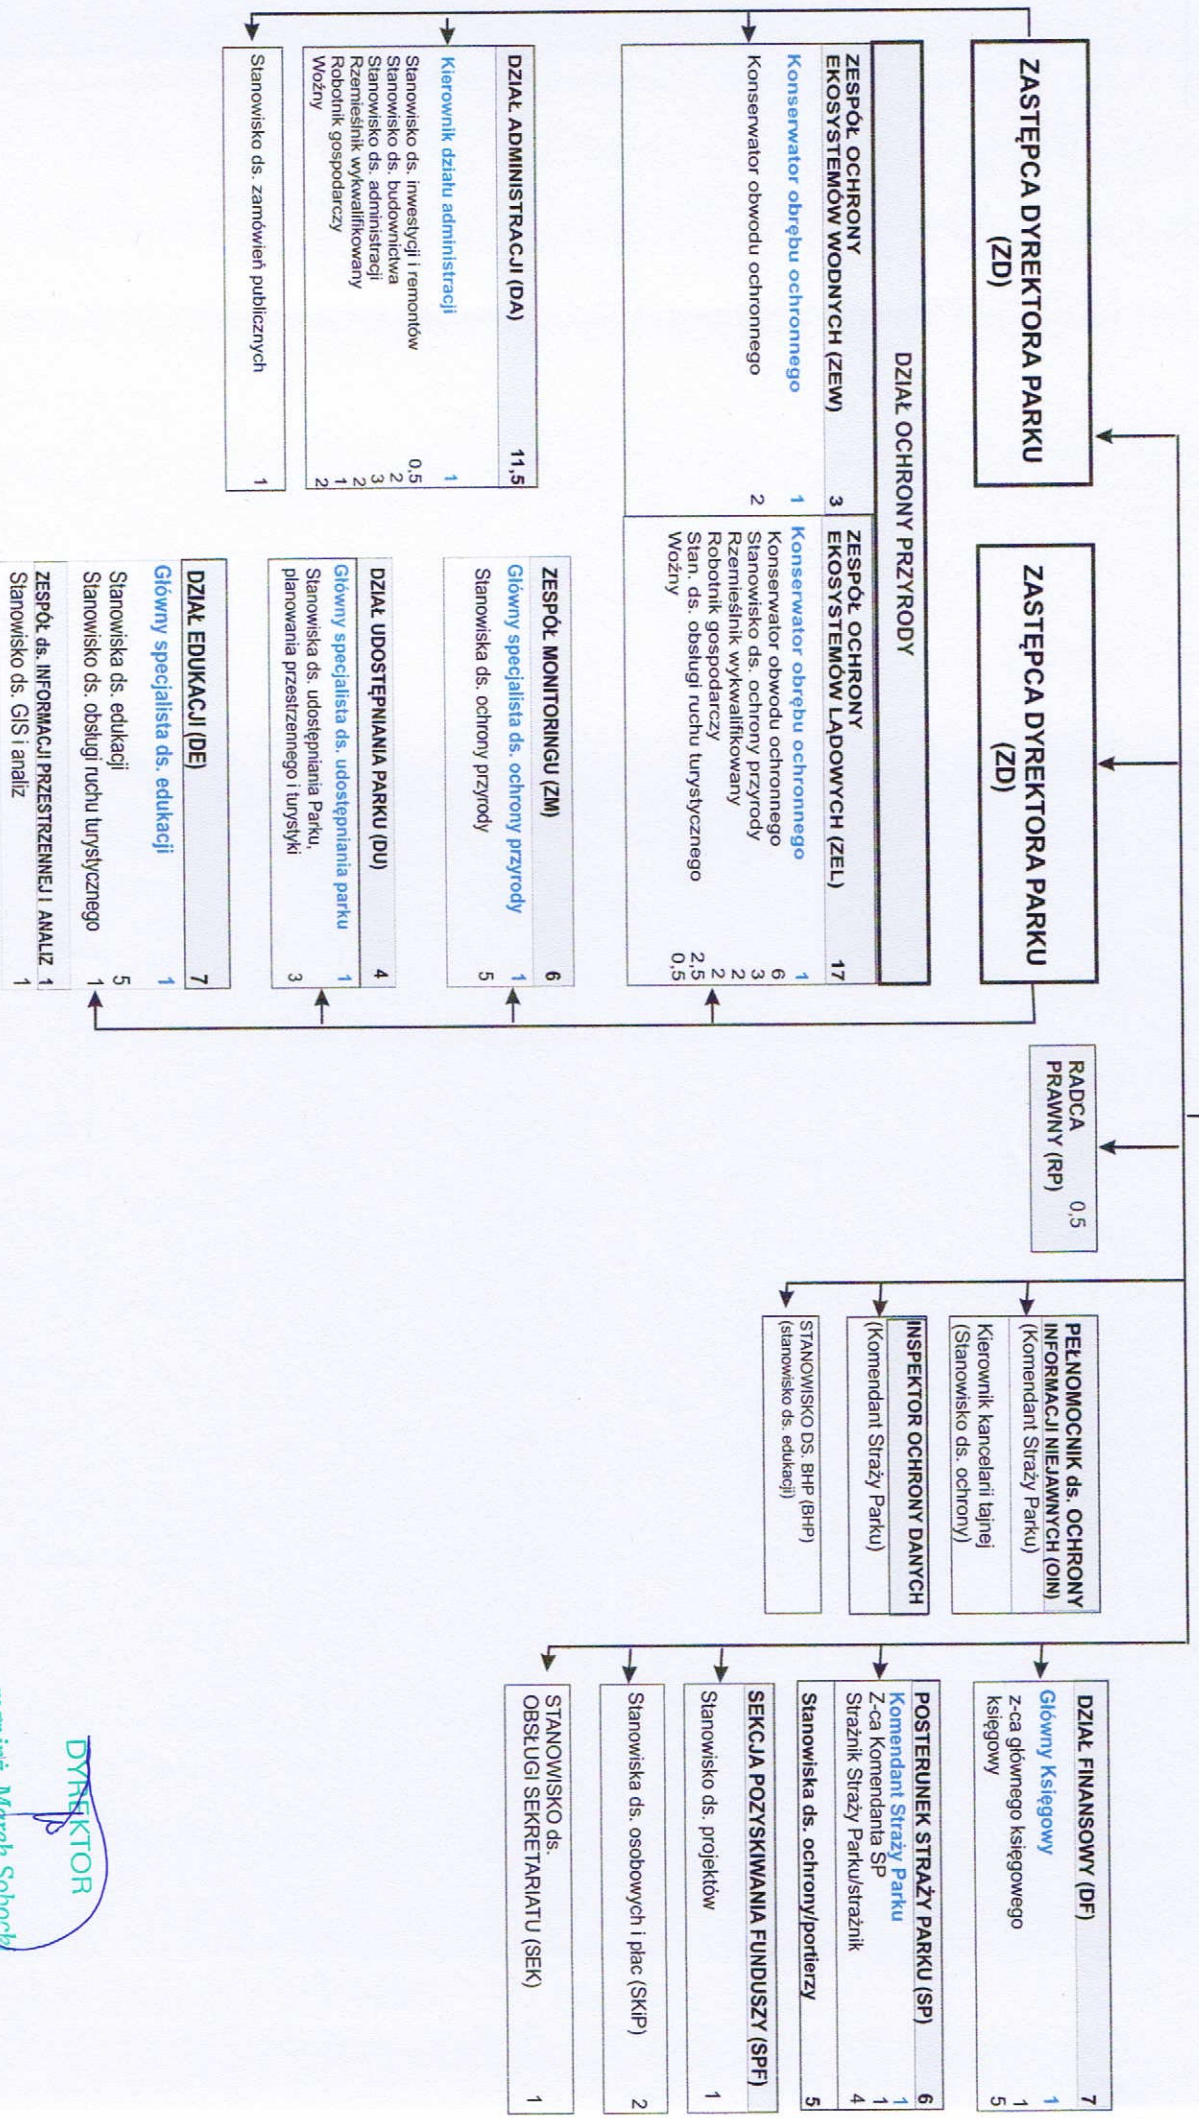 ZASTĘPCA DYREKTORA PARKU
(ZD)
ZASTĘPCA DYREKTORA PARKU
(ZD)
RADCA 0,5
PRAWNY (RP)
DZIAŁ OCHRONY PRZYRODY
ZESPÓŁ OCHRONY
EKOSYSTEMÓW WODNYCH (ZEW) 3
Konserwator obrębu ochronnego 1
Konserwator obwodu ochronnego 2
ZESPÓŁ OCHRONY
EKOSYSTEMÓW LĄDOWYCH (ZEL) 17
Konserwator obrębu ochronnego 1
Konserwator obwodu ochronnego 6
Stanowisko ds. ochrony przyrody 3
Rzemieślnik wykwalifikowany 2
Robotnik gospodarczy 2
Stan. ds. obsługi ruchu turystycznego 2,5
Woźny 0,5
DZIAŁ ADMINISTRACJI (DA) 11,5
Kierownik działu administracji 1
Stanowisko ds. inwestycji i remontów 0,5
Stanowisko ds. budownictwa 2
Stanowisko ds. administracji 3
Rzemieślnik wykwalifikowany 2
Robotnik gospodarczy 1
Woźny 2
Stanowisko ds. zamówień publicznych 1
ZESPÓŁ MONITORINGU (ZM) 6
Główny specjalista ds. ochrony przyrody 1
Stanowiska ds. ochrony przyrody 5
DZIAŁ UDOSTĘPNIANIA PARKU (DU) 4
Główny specjalista ds. udostępniania parku 1
Stanowiska ds. udostępniania Parku,
planowania przestrzennego i turystyki 3
DZIAŁ EDUKACJI (DE) 7
Główny specjalista ds. edukacji 1
Stanowiska ds. edukacji 5
Stanowisko ds. obsługi ruchu turystycznego 1
ZESPÓŁ ds. INFORMACJI PRZESTRZENNEJ I ANALIZ 1
Stanowisko ds. GIS i analiz 1
PEŁNOMOCNIK ds. OCHRONY
INFORMACJI NIEJAWNYCH (OIN)
(Komendant Straży Parku)
Kierownik kancelarii tajnej
(Stanowisko ds. ochrony)
INSPEKTOR OCHRONY DANYCH
(Komendant Straży Parku)
STANOWISKO DS. BHP (BHP)
(stanowisko ds. edukacji)
DZIAŁ FINANSOWY (DF) 7
Główny Księgowy 1
z-ca głównego księgowego 1
księgowy 5
POSTERUNEK STRAŻY PARKU (SP) 6
Komendant Straży Parku 1
Z-ca Komendanta SP 1
Strażnik Straży Parku/strażnik 4
Stanowiska ds. ochrony/portierzy 5
SEKCJA POZYSKIWANIA FUNDUSZY (SPF)
Stanowisko ds. projektów 1
Stanowiska ds. osobowych i płac (SKiP) 2
STANOWISKO ds.
OBSŁUGI SEKRETARIATU (SEK) 1
DYREKTOR